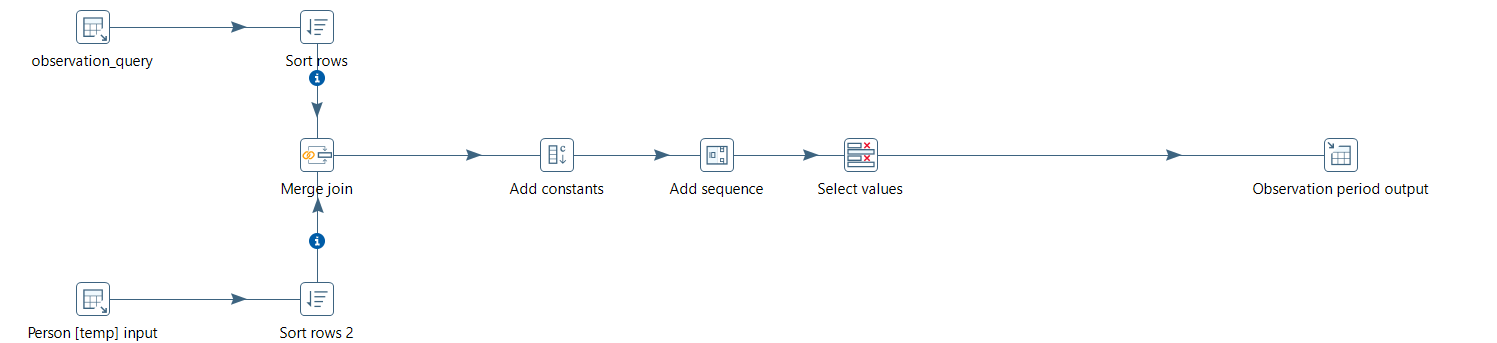 observation_query
Sort rows
Merge join
Add constants
Add sequence
Select values
Observation period output
Person [temp] input
Sort rows 2